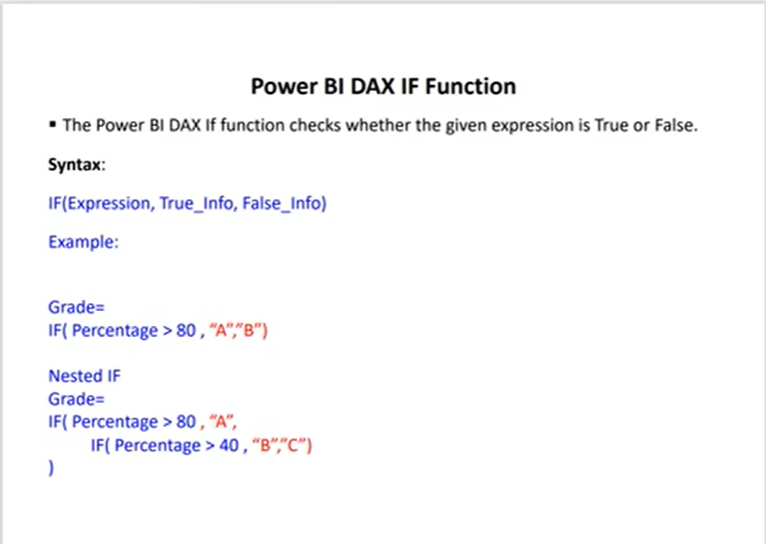 Power BI DAX IF Function
▪ The Power BI DAX If function checks whether the given expression is True or False.
Syntax:
IF(Expression, True_Info, False_Info)
Example:
Grade=
IF( Percentage > 80 , “A”,”B”)
Nested IF
Grade=
IF( Percentage > 80 , “A”,
IF( Percentage > 40 , “B”,”C”)
)